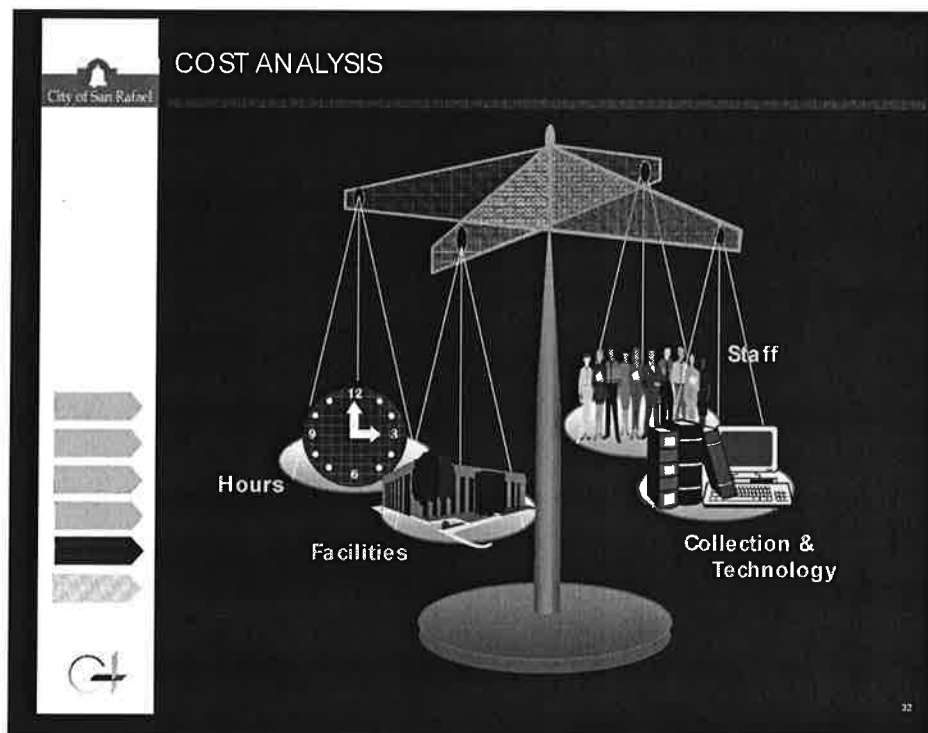 City of San Rafael
COST ANALYSIS
12
9
3
6
Hours
Facilities
Staff
Collection &
Technology
32